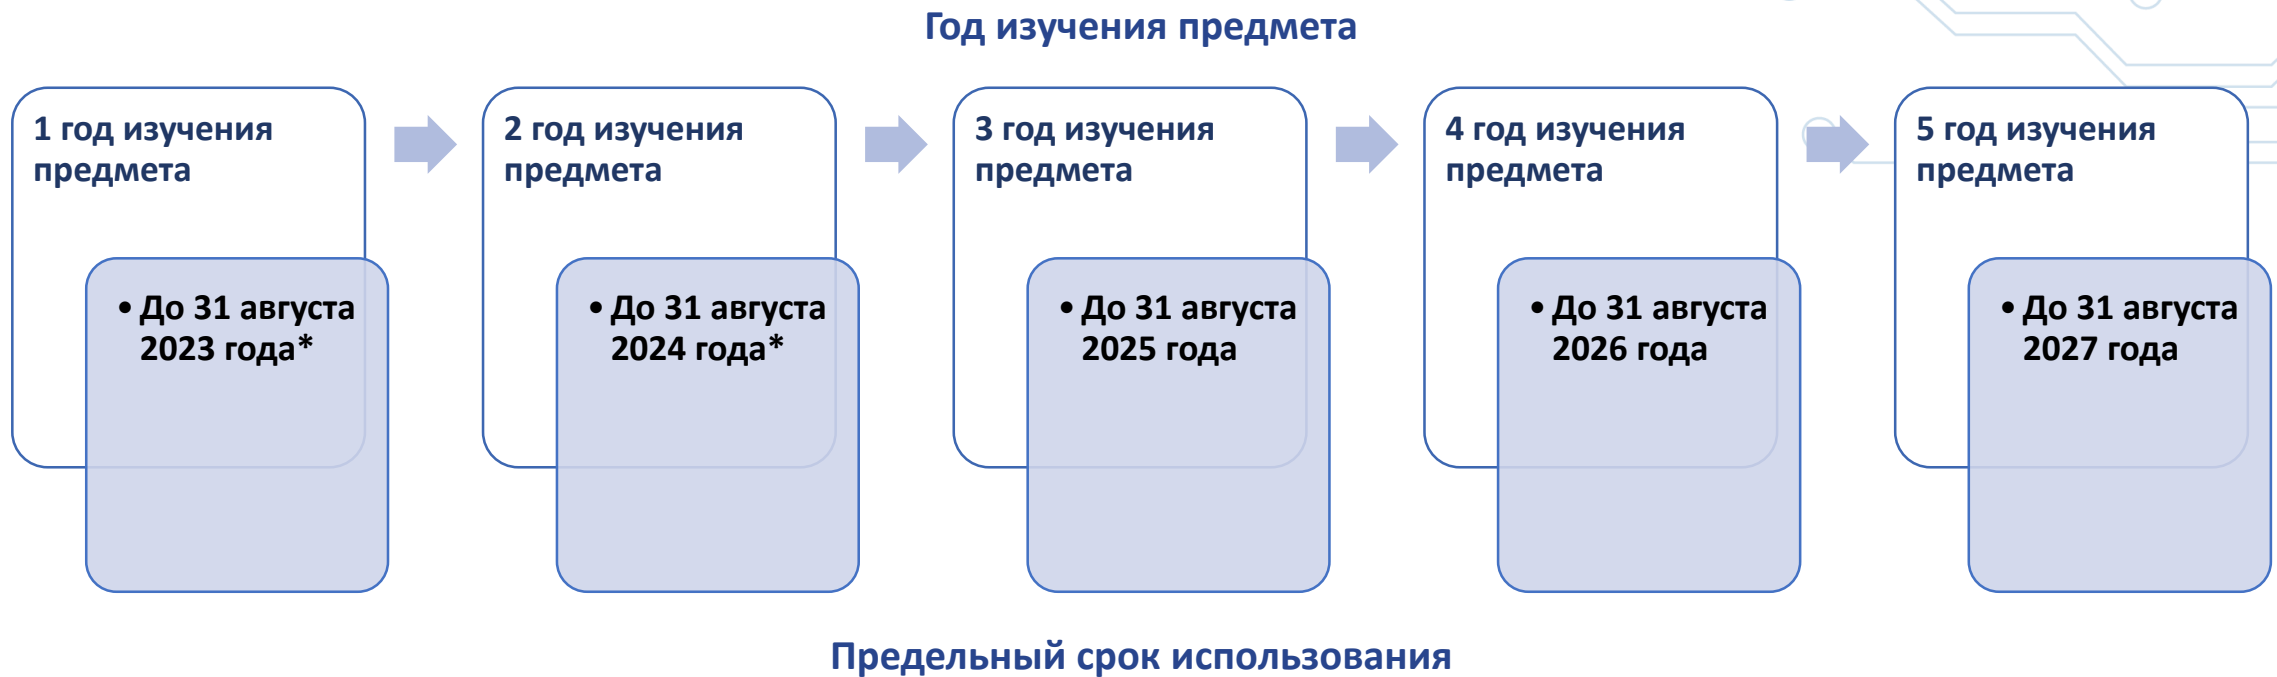 Год изучения предмета
1 год изучения
предмета
• До 31 августа
2023 года*
2 год изучения
предмета
• До 31 августа
2024 года*
3 год изучения
предмета
• До 31 августа
2025 года
4 год изучения
предмета
• До 31 августа
2026 года
5 год изучения
предмета
• До 31 августа
2027 года
Предельный срок использования